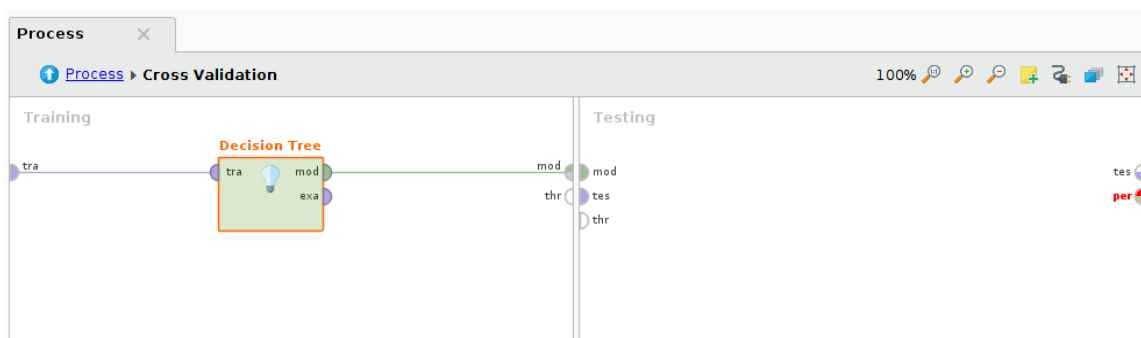 Process
Process ▸ Cross Validation 100%
Training Testing
Decision Tree
tra tra mod mod mod tes
exa thr tes per
thr